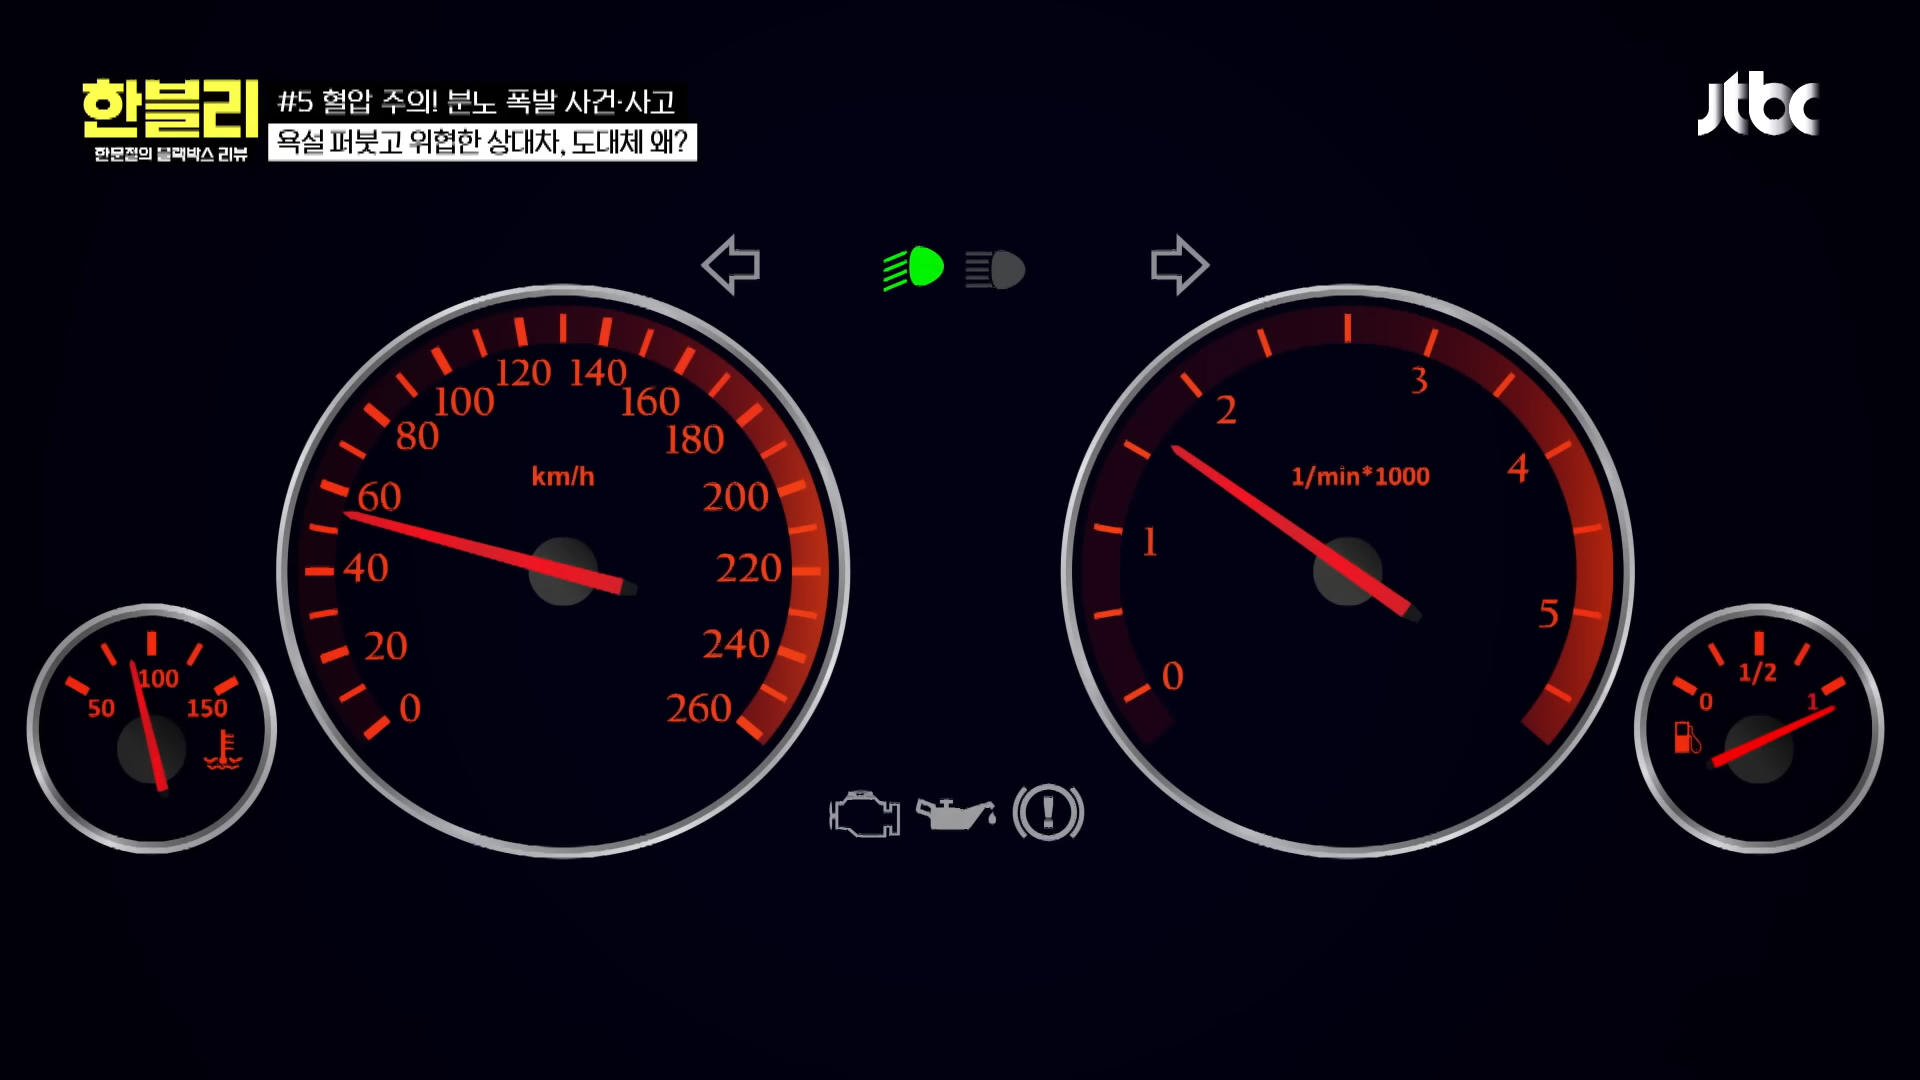 한블리
한문철의 블랙박스 리뷰
#5 혈압 주의! 분노 폭발 사건·사고
욕설 퍼붓고 위협한 상대차, 도대체 왜?
jtbc
120 140
100 160
80 180
km/h
60 200
40 220
20 240
0 260
3
2
1/min*1000
4
1
5
0
100
50 150
1/2
0 1